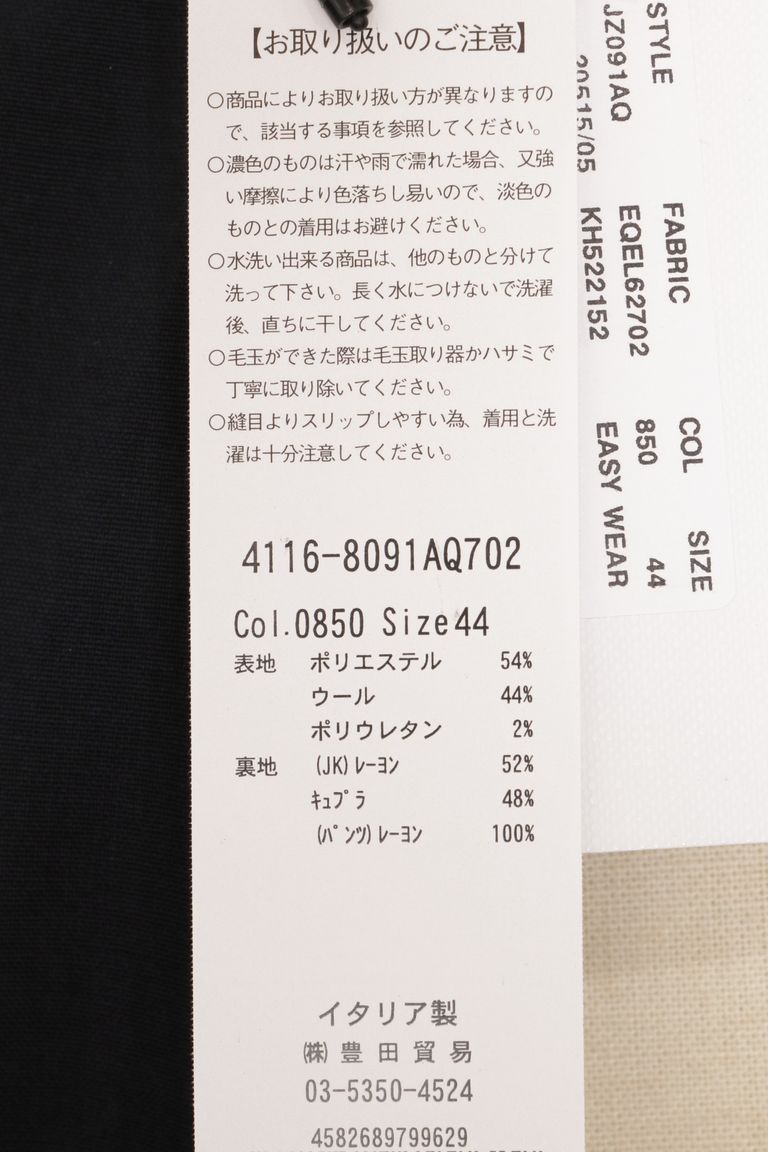 【お取り扱いのご注意】
○商品によりお取り扱い方が異なりますの
で、該当する事項を参照してください。
○濃色のものは汗や雨で濡れた場合、又強
い摩擦により色落ちし易いので、淡色の
ものとの着用はお避けください。
○水洗い出来る商品は、他のものと分けて
洗って下さい。長く水につけないで洗濯
後、直ちに干してください。
○毛玉ができた際は毛玉取り器かハサミで
丁寧に取り除いてください。
○縫目よりスリップしやすい為、着用と洗
濯は十分注意してください。
4116-8091AQ702
Col.0850 Size44
表地 ポリエステル 54%
ウール 44%
ポリウレタン 2%
裏地 (JK)ﾚｰﾖﾝ 52%
ｷｭﾌﾟﾗ 48%
(ﾊﾟﾝﾂ)ﾚｰﾖﾝ 100%
イタリア製
㈱ 豊田貿易
03-5350-4524
4582689799629
STYLE FABRIC COL SIZE
JZ091AQ EQEL62702 850 44
20515/05 KH522152 EASY WEAR